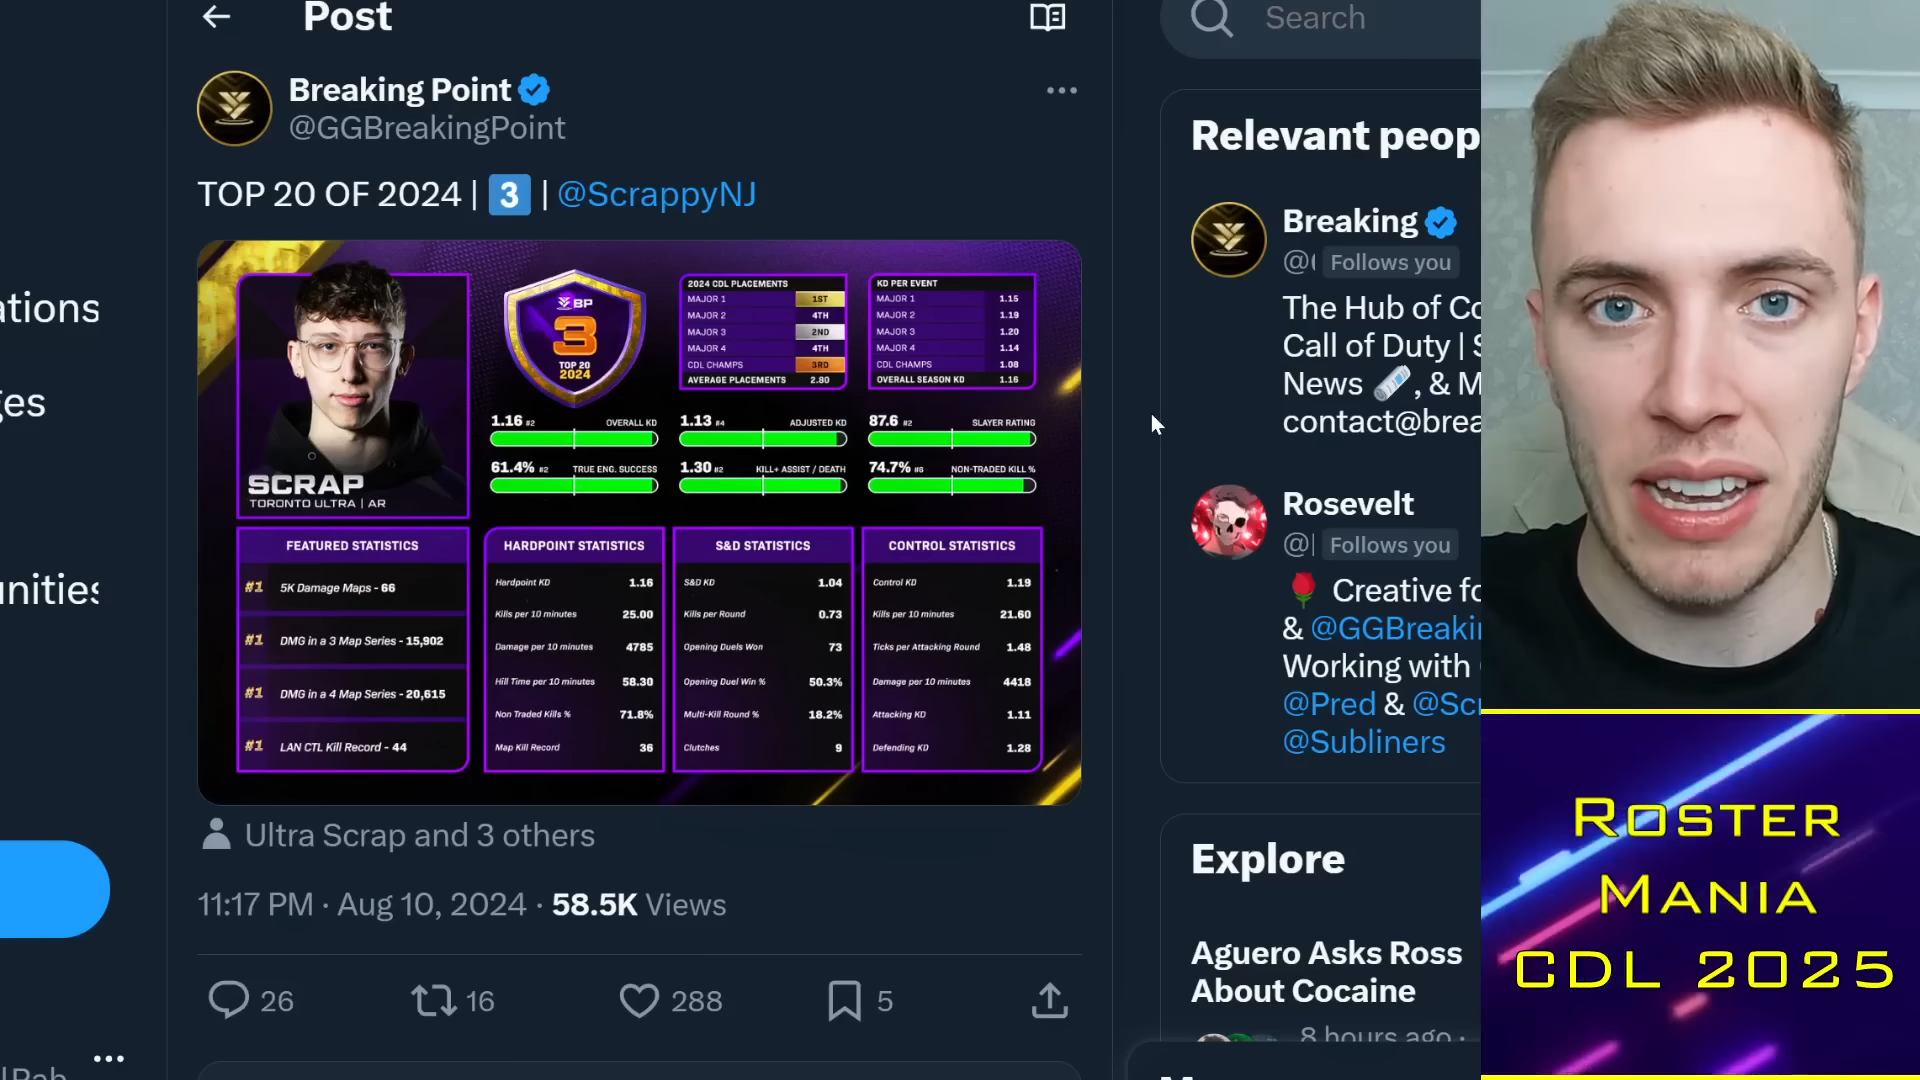 Post
Breaking Point
@GGBreakingPoint
TOP 20 OF 2024 | 3 | @ScrappyNJ
SCRAP
TORONTO ULTRA | AR
BP
3
TOP 20
2024
2024 CDL PLACEMENTS
MAJOR 1 1ST
MAJOR 2 4TH
MAJOR 3 2ND
MAJOR 4 4TH
CDL CHAMPS 3RD
AVERAGE PLACEMENTS 2.80
KD PER EVENT
MAJOR 1 1.15
MAJOR 2 1.19
MAJOR 3 1.20
MAJOR 4 1.14
CDL CHAMPS 1.08
OVERALL SEASON KD 1.16
1.16 #2 OVERALL KD
1.13 #4 ADJUSTED KD
87.6 #2 SLAYER RATING
61.4% #2 TRUE ENG. SUCCESS
1.30 #2 KILL+ ASSIST / DEATH
74.7% #6 NON-TRADED KILL %
FEATURED STATISTICS
#1 5K Damage Maps - 66
#1 DMG in a 3 Map Series - 15,902
#1 DMG in a 4 Map Series - 20,615
#1 LAN CTL Kill Record - 44
HARDPOINT STATISTICS
Hardpoint KD 1.16
Kills per 10 minutes 25.00
Damage per 10 minutes 4785
Hill Time per 10 minutes 58.30
Non Traded Kills % 71.8%
Map Kill Record 36
S&D STATISTICS
S&D KD 1.04
Kills per Round 0.73
Opening Duels Won 73
Opening Duel Win % 50.3%
Multi-Kill Round % 18.2%
Clutches 9
CONTROL STATISTICS
Control KD 1.19
Kills per 10 minutes 21.60
Ticks per Attacking Round 1.48
Damage per 10 minutes 4418
Attacking KD 1.11
Defending KD 1.28
Ultra Scrap and 3 others
11:17 PM · Aug 10, 2024 · 58.5K Views
26 16 288 5
ations
ges
unities
Search
Relevant peop
Breaking
@ Follows you
The Hub of Co
Call of Duty | S
News 🗞️, & M
contact@brea
Rosevelt
@ Follows you
🌹 Creative fo
& @GGBreakin
Working with
@Pred & @Scr
@Subliners
Explore
Aguero Asks Ross
About Cocaine
8 hours ago ·
ROSTER
MANIA
CDL 2025